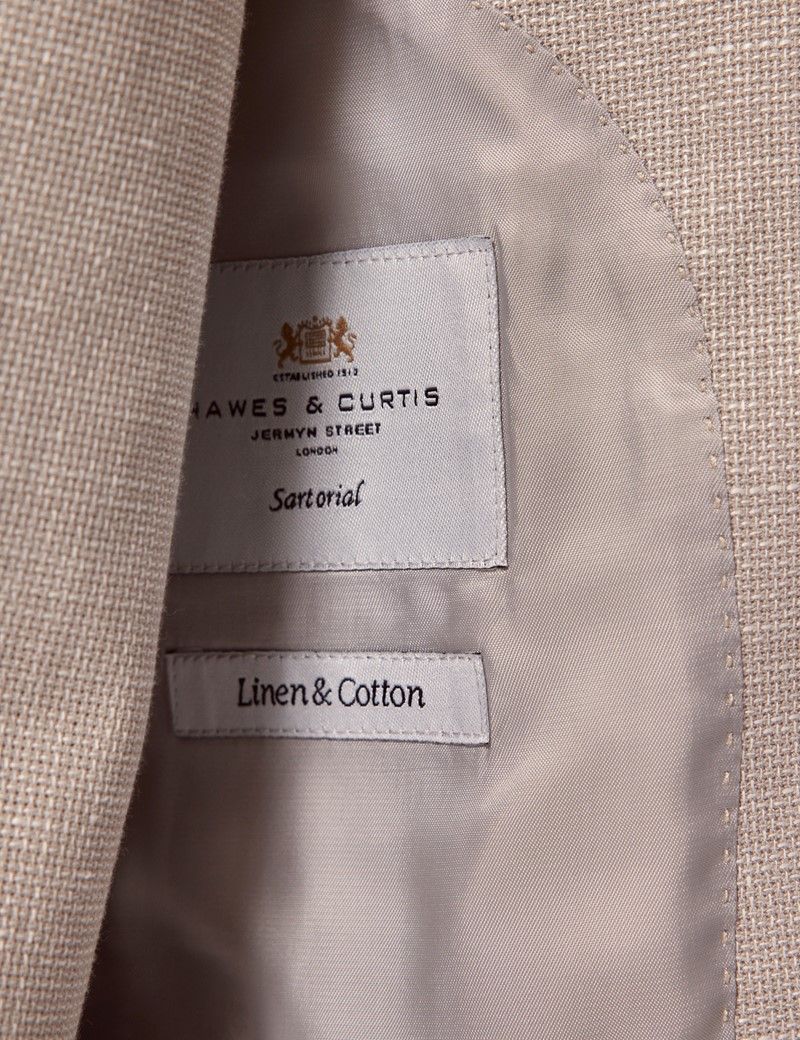 ESTABLISHED 1913
HAWES & CURTIS
JERMYN STREET
LONDON
Sartorial
Linen & Cotton